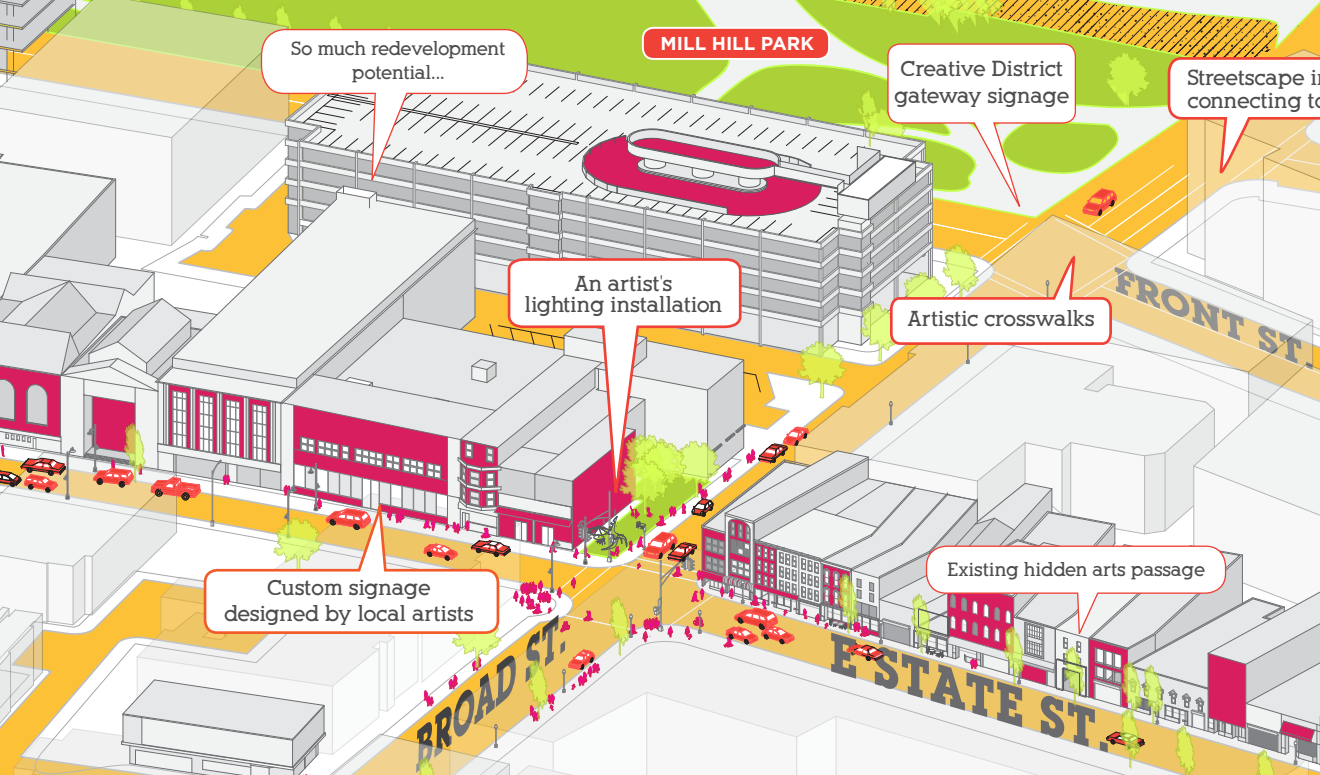 So much redevelopment
potential...
MILL HILL PARK
Creative District
gateway signage
Streetscape
connecting
An artist's
lighting installation
Artistic crosswalks
FRONT ST.
Custom signage
designed by local artists
Existing hidden arts passage
BROAD ST.
E STATE ST.